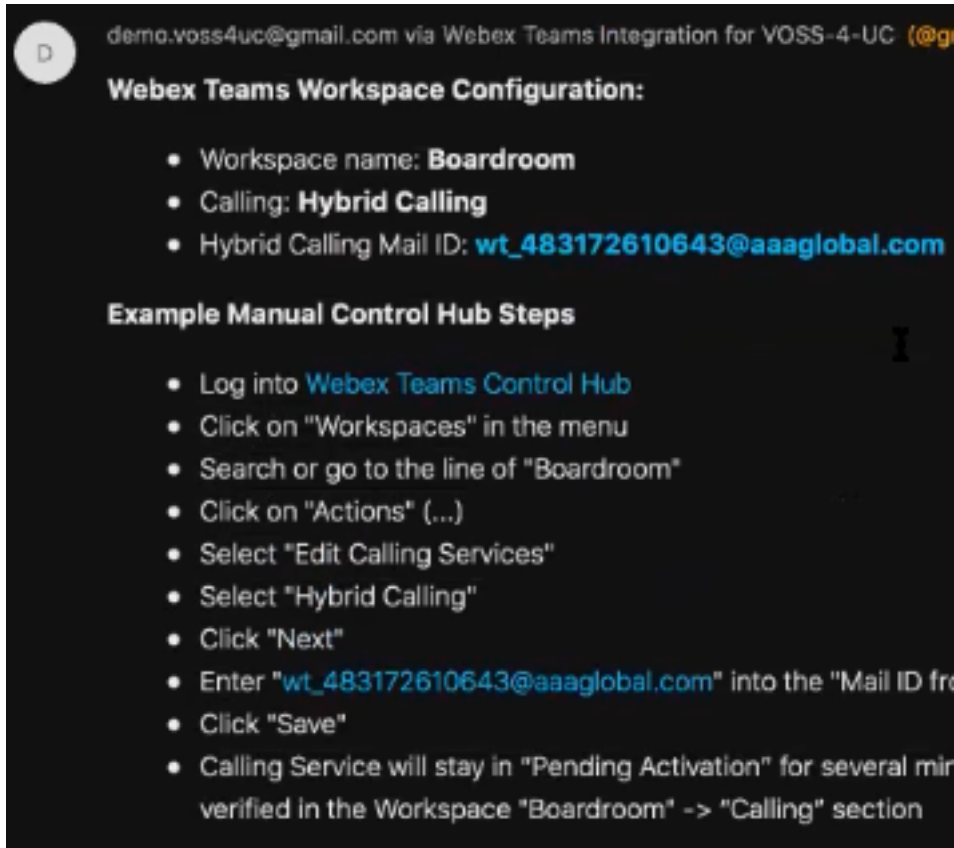 D
demo.voss4uc@gmail.com via Webex Teams Integration for VOSS-4-UC (@g
Webex Teams Workspace Configuration:
• Workspace name: Boardroom
• Calling: Hybrid Calling
• Hybrid Calling Mail ID: wt_483172610643@aaaglobal.com
Example Manual Control Hub Steps
• Log into Webex Teams Control Hub
• Click on "Workspaces" in the menu
• Search or go to the line of "Boardroom"
• Click on "Actions" (...)
• Select "Edit Calling Services"
• Select "Hybrid Calling"
• Click "Next"
• Enter "wt_483172610643@aaaglobal.com" into the "Mail ID
• Click "Save"
• Calling Service will stay in "Pending Activation" for several
verified in the Workspace "Boardroom" -> "Calling" section